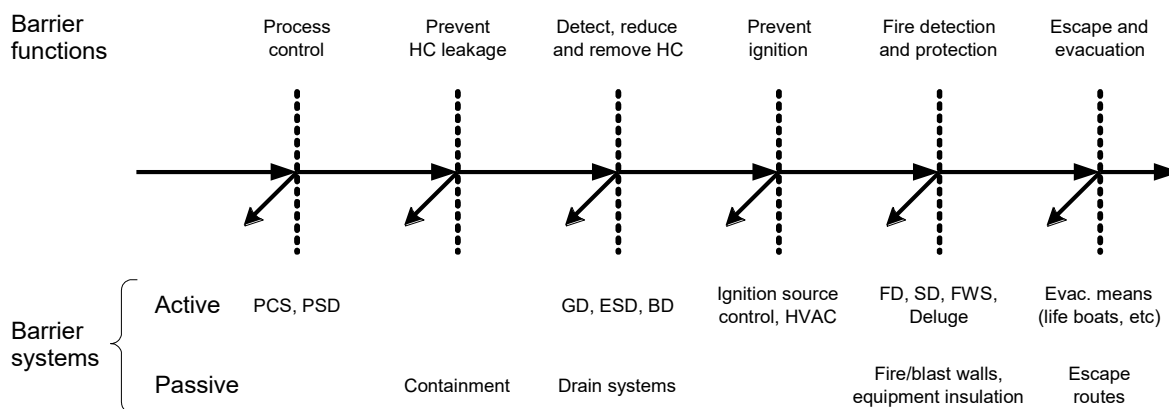 Barrier
functions
Process
control
Prevent
HC leakage
Detect, reduce
and remove HC
Prevent
ignition
Fire detection
and protection
Escape and
evacuation
Barrier
systems
Active
PCS, PSD
GD, ESD, BD
Ignition source
control, HVAC
FD, SD, FWS,
Deluge
Evac. means
(life boats, etc)
Passive
Containment
Drain systems
Fire/blast walls,
equipment insulation
Escape
routes